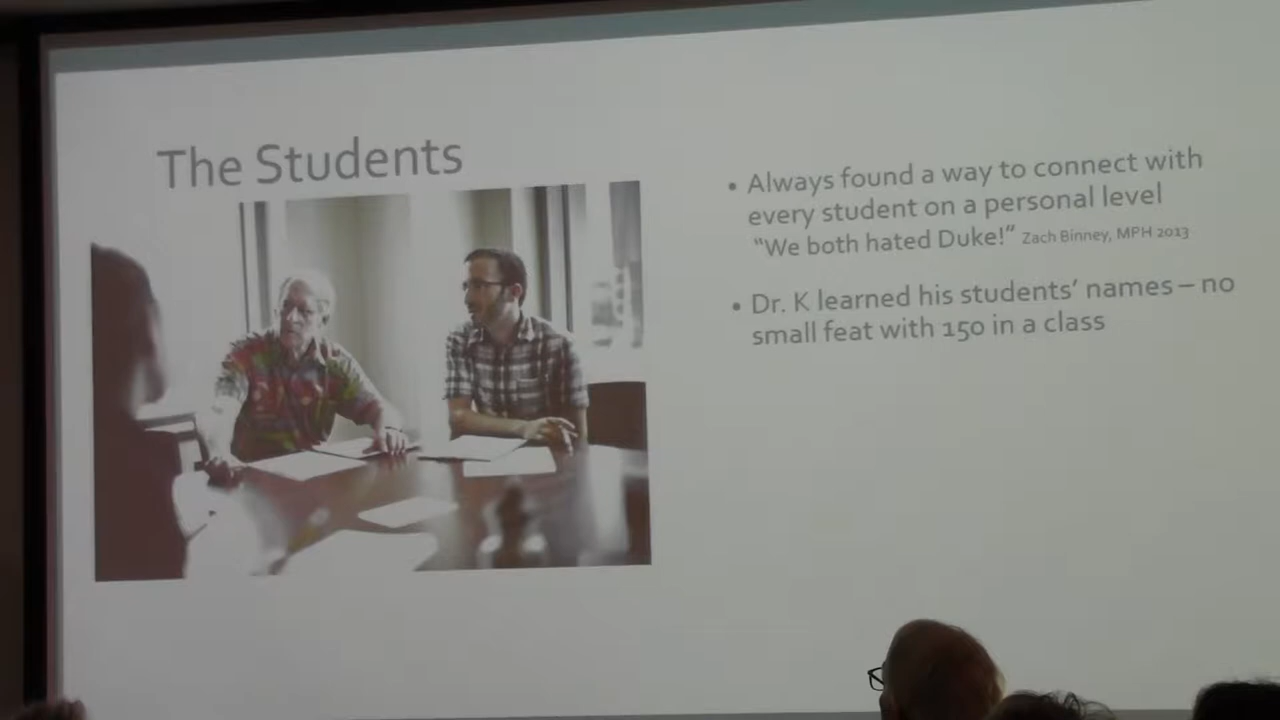 The Students
• Always found a way to connect with
every student on a personal level
"We both hated Duke!" Zach Binney, MPH 2013
• Dr. K learned his students' names – no
small feat with 150 in a class